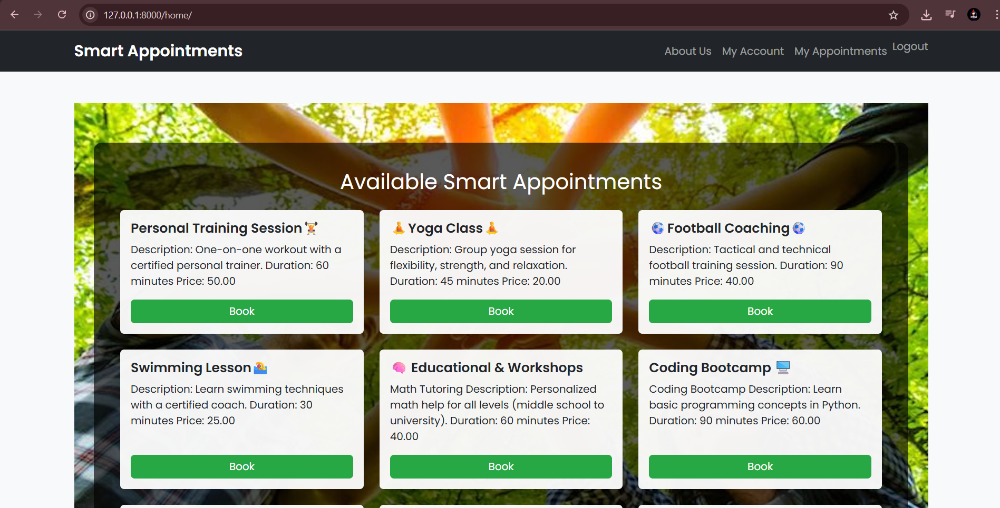 127.0.0.1:8000/home/
Smart Appointments
About Us My Account My Appointments Logout
Available Smart Appointments
Personal Training Session🏋️
Description: One-on-one workout with a
certified personal trainer. Duration: 60
minutes Price: 50.00
Book
🧘Yoga Class🧘
Description: Group yoga session for
flexibility, strength, and relaxation.
Duration: 45 minutes Price: 20.00
Book
⚽Football Coaching⚽
Description: Tactical and technical
football training session. Duration: 90
minutes Price: 40.00
Book
Swimming Lesson🏊
Description: Learn swimming techniques
with a certified coach. Duration: 30
minutes Price: 25.00
Book
🧠 Educational & Workshops
Math Tutoring Description: Personalized
math help for all levels (middle school to
university). Duration: 60 minutes Price:
40.00
Book
Coding Bootcamp 🖥️
Coding Bootcamp Description: Learn
basic programming concepts in Python.
Duration: 90 minutes Price: 60.00
Book